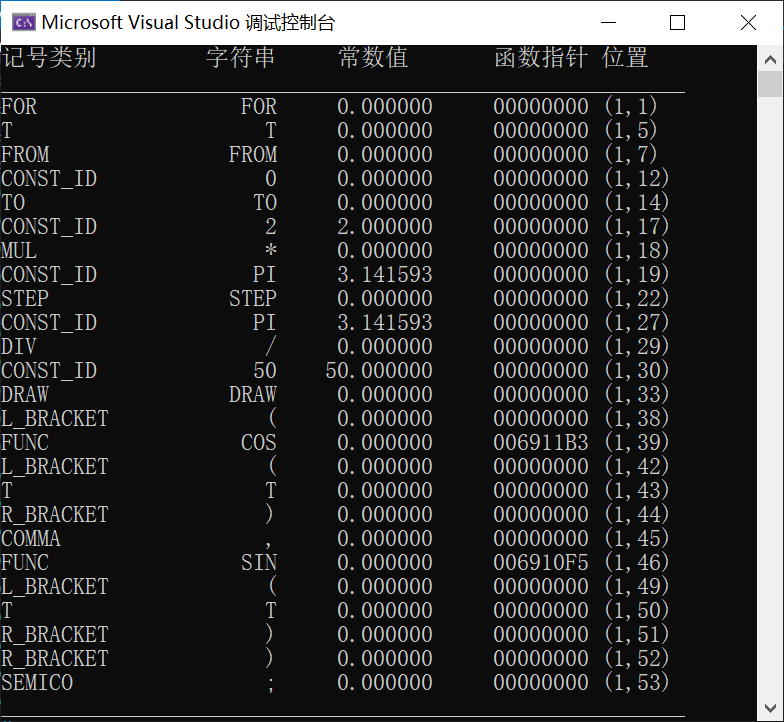 Microsoft Visual Studio 调试控制台
记号类别 字符串 常数值 函数指针 位置
FOR FOR 0.000000 00000000 (1,1)
T T 0.000000 00000000 (1,5)
FROM FROM 0.000000 00000000 (1,7)
CONST_ID 0 0.000000 00000000 (1,12)
TO TO 0.000000 00000000 (1,14)
CONST_ID 2 2.000000 00000000 (1,17)
MUL * 0.000000 00000000 (1,18)
CONST_ID PI 3.141593 00000000 (1,19)
STEP STEP 0.000000 00000000 (1,22)
CONST_ID PI 3.141593 00000000 (1,27)
DIV / 0.000000 00000000 (1,29)
CONST_ID 50 50.000000 00000000 (1,30)
DRAW DRAW 0.000000 00000000 (1,33)
L_BRACKET ( 0.000000 00000000 (1,38)
FUNC COS 0.000000 006911B3 (1,39)
L_BRACKET ( 0.000000 00000000 (1,42)
T T 0.000000 00000000 (1,43)
R_BRACKET ) 0.000000 00000000 (1,44)
COMMA , 0.000000 00000000 (1,45)
FUNC SIN 0.000000 006910F5 (1,46)
L_BRACKET ( 0.000000 00000000 (1,49)
T T 0.000000 00000000 (1,50)
R_BRACKET ) 0.000000 00000000 (1,51)
R_BRACKET ) 0.000000 00000000 (1,52)
SEMICO ; 0.000000 00000000 (1,53)